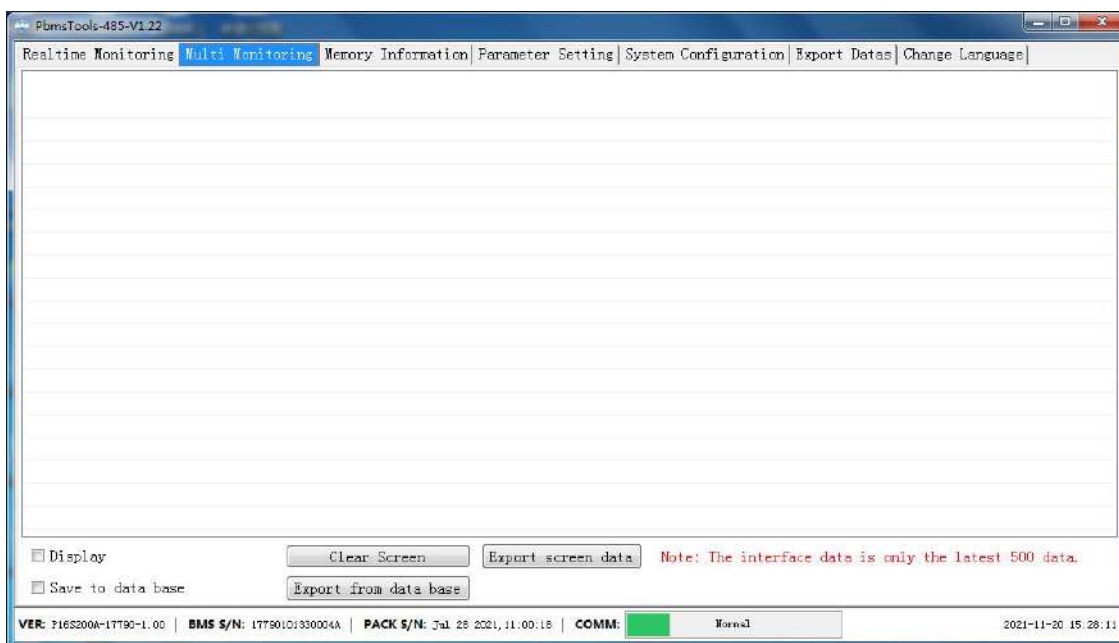 PbmsTools-485-V1.22
Realtime Monitoring Multi Monitoring Memory Information Parameter Setting System Configuration Export Datas Change Language
Display Clear Screen Export screen data Note: The interface data is only the latest 500 data.
Save to data base Export from data base
VER: P16S200A-17790-1.00 | BMS S/N: 17790101330004A | PACK S/N: Jul 28 2021,11:00:18 | COMM: Normal 2021-11-20 15:28:1